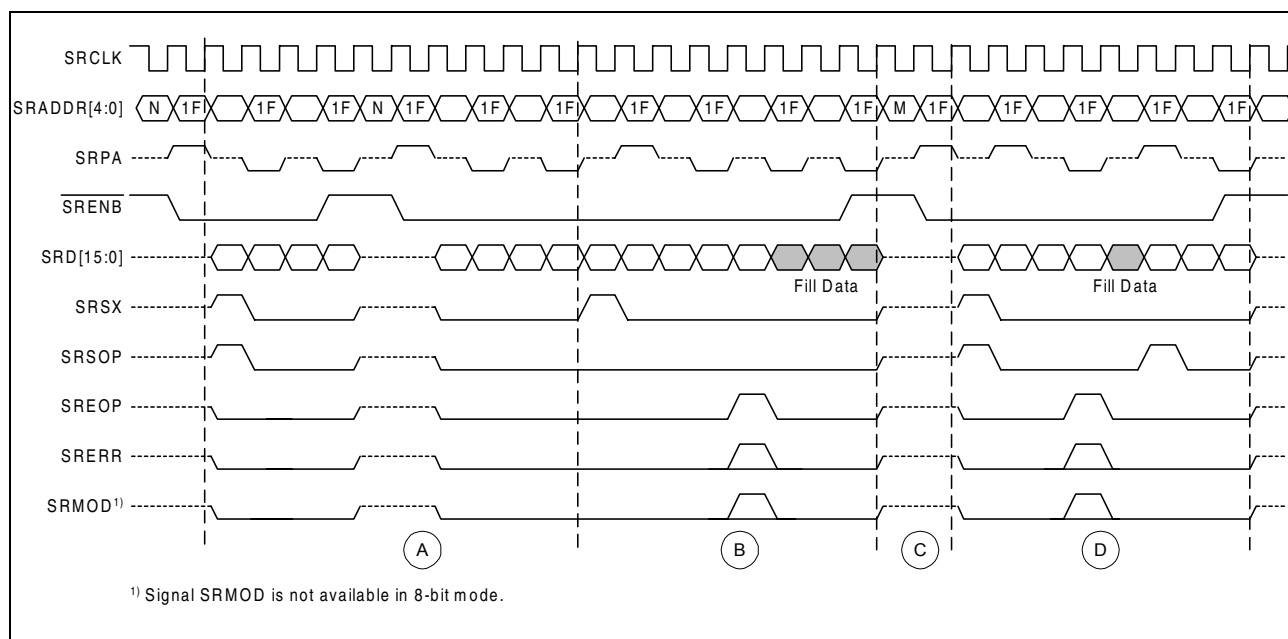 SRCLK
SRADDR[4:0] N 1F 1F 1F N 1F 1F 1F 1F 1F 1F 1F M 1F 1F 1F 1F 1F
SRPA
SRENB
SRD[15:0]
Fill Data Fill Data
SRSX
SRSOP
SREOP
SRERR
SRMOD1)
A B C D
1) Signal SRMOD is not available in 8-bit mode.